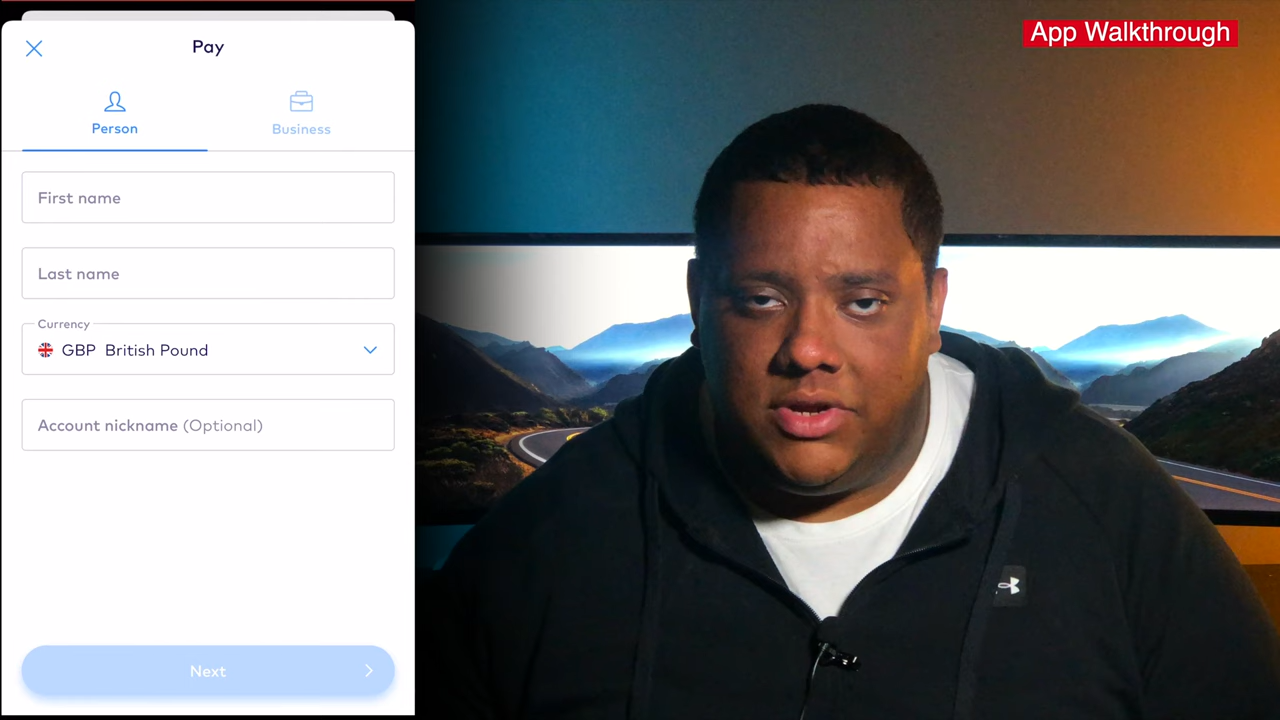 Pay
Person
Business
First name
Last name
Currency
GBP British Pound
Account nickname (Optional)
Next
App Walkthrough